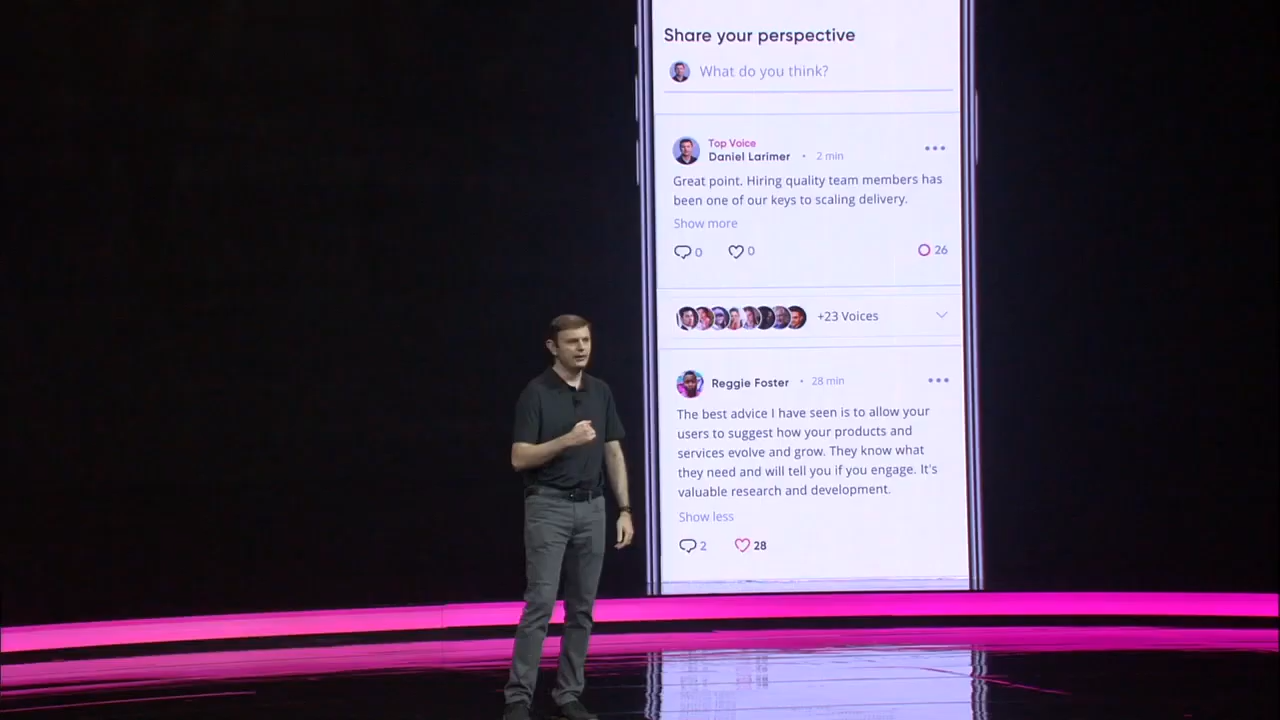 Share your perspective
What do you think?
Top Voice
Daniel Larimer • 2 min
Great point. Hiring quality team members has
been one of our keys to scaling delivery.
Show more
0 0 26
+23 Voices
Reggie Foster • 28 min
The best advice I have seen is to allow your
users to suggest how your products and
services evolve and grow. They know what
they need and will tell you if you engage. It's
valuable research and development.
Show less
2 28